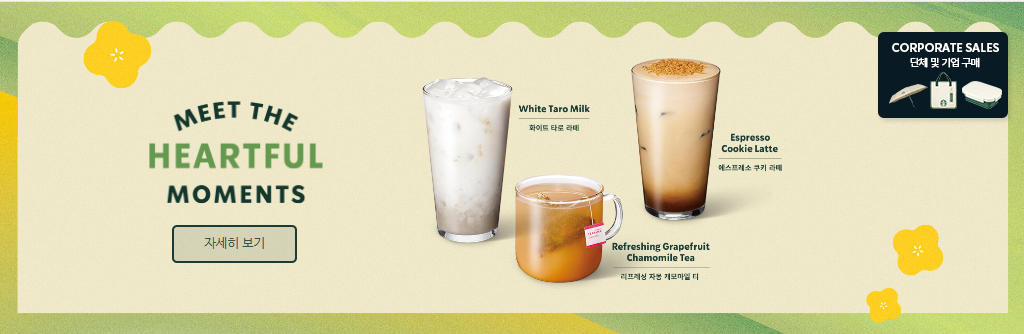 MEET THE
HEARTFUL
MOMENTS
자세히 보기
White Taro Milk
화이트 타로 라떼
Espresso
Cookie Latte
에스프레소 쿠키 라떼
Refreshing Grapefruit
Chamomile Tea
리프레싱 자몽 캐모마일 티
CORPORATE SALES
단체 및 기업 구매